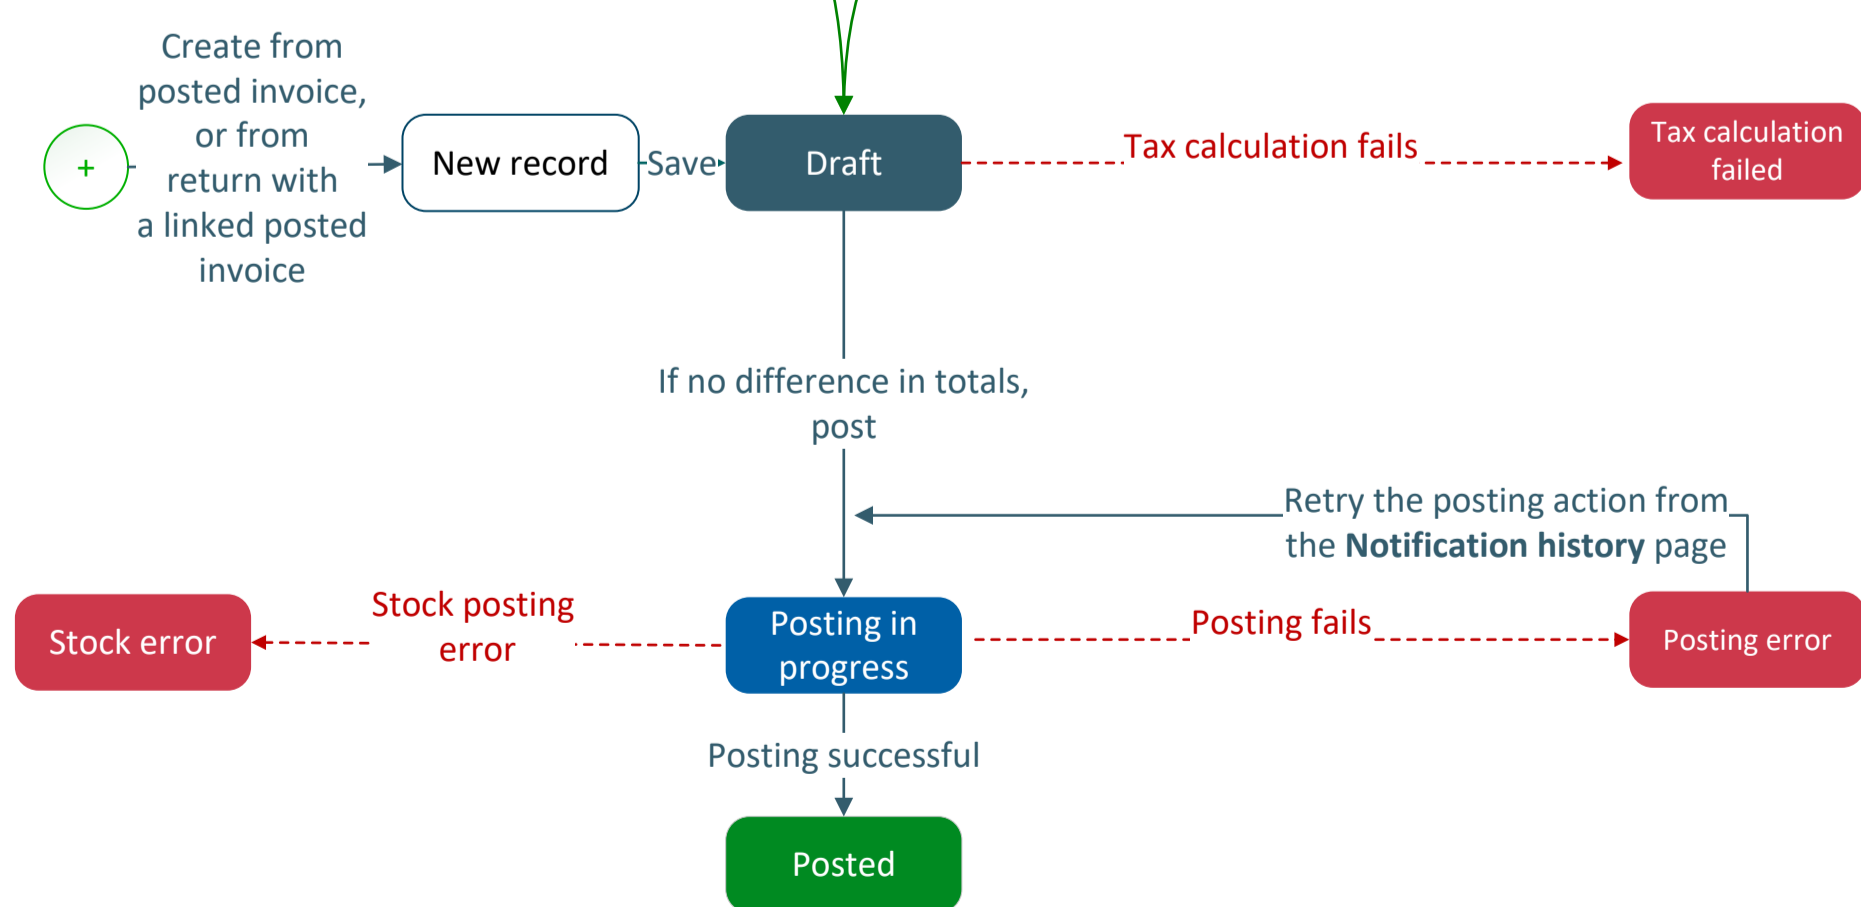 Create from
posted invoice,
or from
return with
a linked posted
invoice
+
New record
Save
Draft
Tax calculation fails
Tax calculation
failed
If no difference in totals,
post
Retry the posting action from
the Notification history page
Stock error
Stock posting
error
Posting in
progress
Posting fails
Posting error
Posting successful
Posted